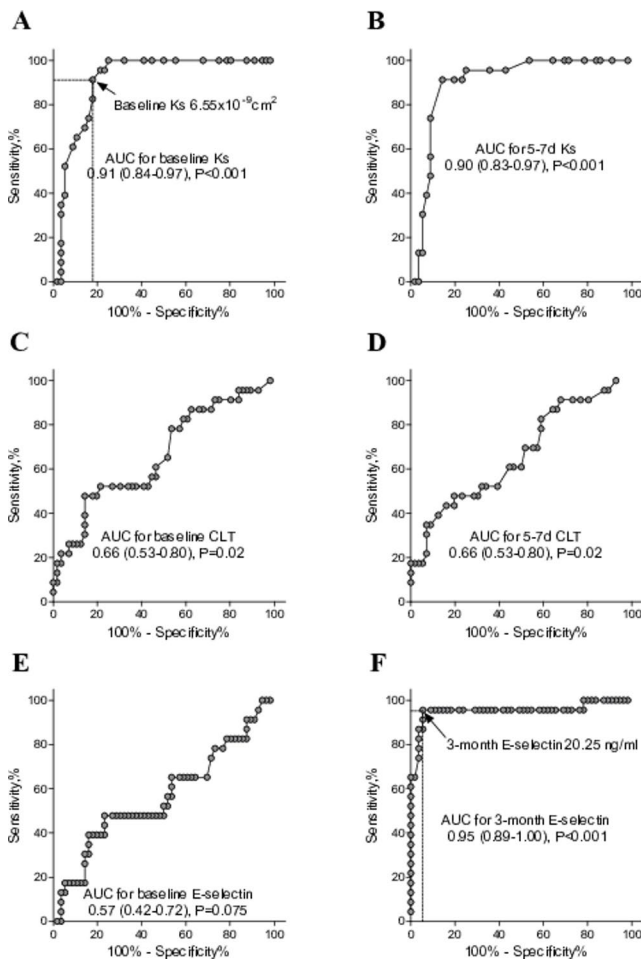 A
B
100
80
60
40
20
0
Sensitivity,%
Baseline Ks 6.55x10⁻⁹cm²
AUC for baseline Ks
0.91 (0.84-0.97), P<0.001
0 20 40 60 80 100
100% - Specificity%
100
80
60
40
20
0
Sensitivity,%
AUC for 5-7d Ks
0.90 (0.83-0.97), P<0.001
0 20 40 60 80 100
100% - Specificity%
C
D
100
80
60
40
20
0
Sensitivity,%
AUC for baseline CLT
0.66 (0.53-0.80), P=0.02
0 20 40 60 80 100
100% - Specificity%
100
80
60
40
20
0
Sensitivity,%
AUC for 5-7d CLT
0.66 (0.53-0.80), P=0.02
0 20 40 60 80 100
100% - Specificity%
E
F
100
80
60
40
20
0
Sensitivity,%
AUC for baseline E-selectin
0.57 (0.42-0.72), P=0.075
0 20 40 60 80 100
100% - Specificity%
100
80
60
40
20
0
Sensitivity,%
3-month E-selectin 20.25 ng/ml
AUC for 3-month E-selectin
0.95 (0.89-1.00), P<0.001
0 20 40 60 80 100
100% - Specificity%